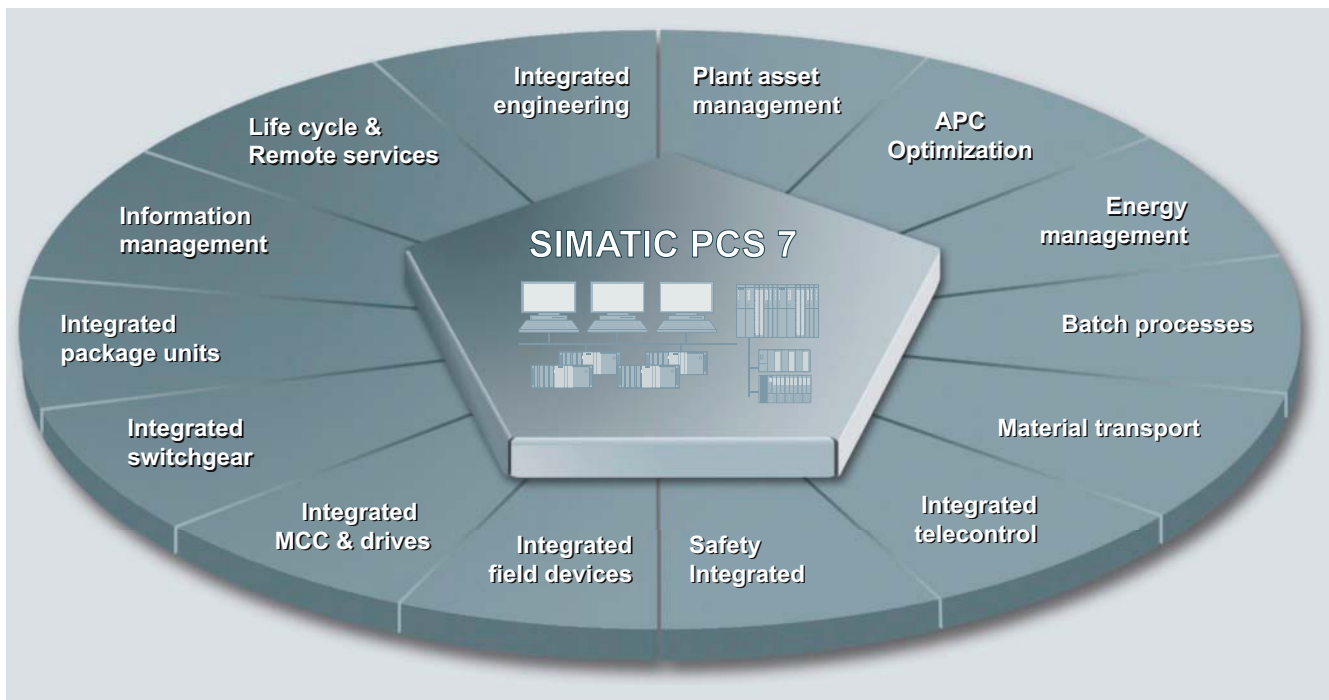 Integrated
engineering
Plant asset
management
APC
Optimization
Energy
management
Batch processes
Material transport
Integrated
telecontrol
Safety
Integrated
Integrated
field devices
Integrated
MCC & drives
Integrated
switchgear
Integrated
package units
Information
management
Life cycle &
Remote services
SIMATIC PCS 7